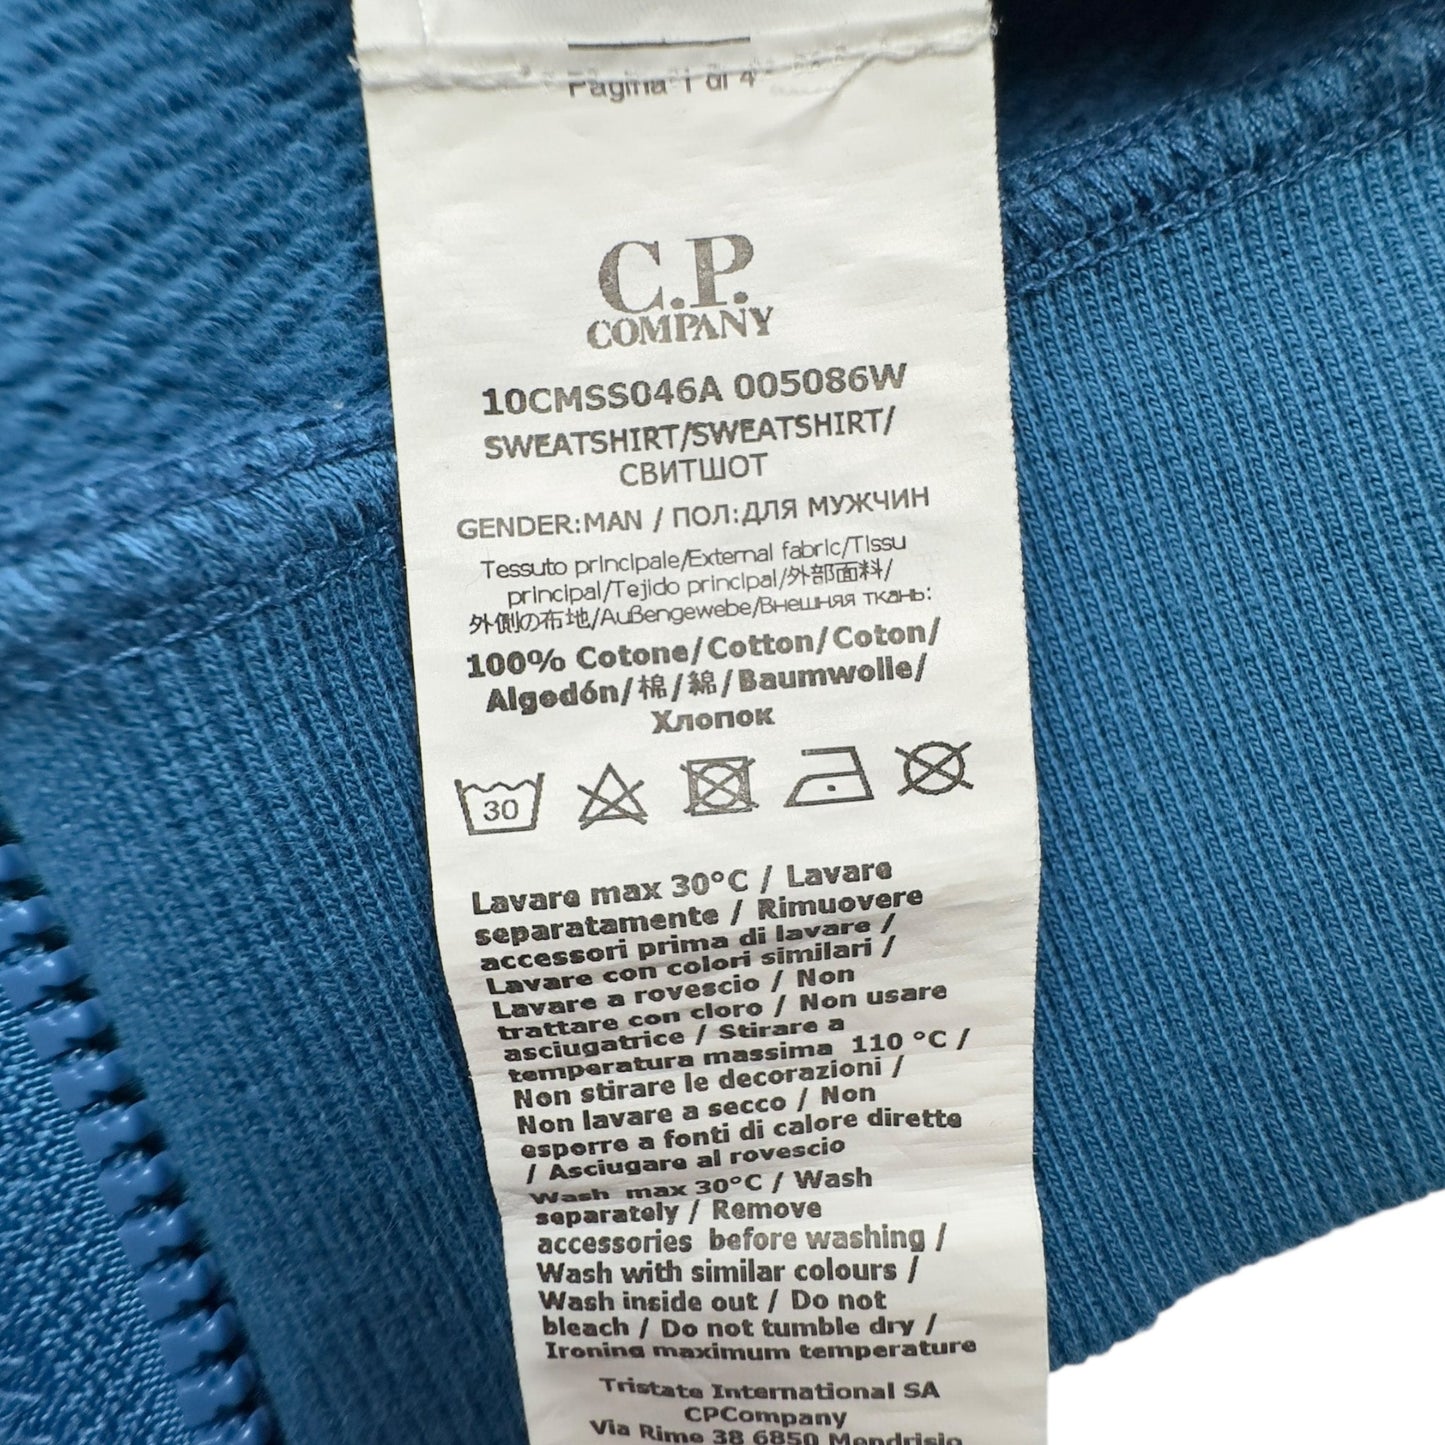 Pagina 1 di 4
C.P.
COMPANY
10CMSS046A 005086W
SWEATSHIRT/SWEATSHIRT/
СВИТШОТ
GENDER:MAN / ПОЛ:ДЛЯ МУЖЧИН
Tessuto principale/External fabric/Tissu
principal/Tejido principal/外部面料/
外側の布地/Außengewebe/Внешняя ткань:
100% Cotone/Cotton/Coton/
Algodón/棉/綿/Baumwolle/
Хлопок
30
Lavare max 30°C / Lavare
separatamente / Rimuovere
accessori prima di lavare /
Lavare con colori similari /
Lavare a rovescio / Non
trattare con cloro / Non usare
asciugatrice / Stirare a
temperatura massima 110 °C /
Non stirare le decorazioni /
Non lavare a secco / Non
esporre a fonti di calore dirette
/ Asciugare al rovescio
Wash max 30°C / Wash
separately / Remove
accessories before washing /
Wash with similar colours /
Wash inside out / Do not
bleach / Do not tumble dry /
Ironing maximum temperature
Tristate International SA
CPCompany
Via Rime 38 6850 Mendrisio